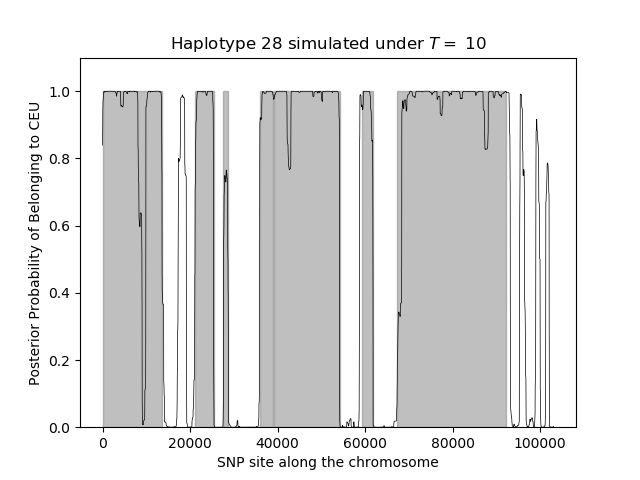 Haplotype 28 simulated under T = 10
Posterior Probability of Belonging to CEU
1.0
0.8
0.6
0.4
0.2
0.0
0 20000 40000 60000 80000 100000
SNP site along the chromosome